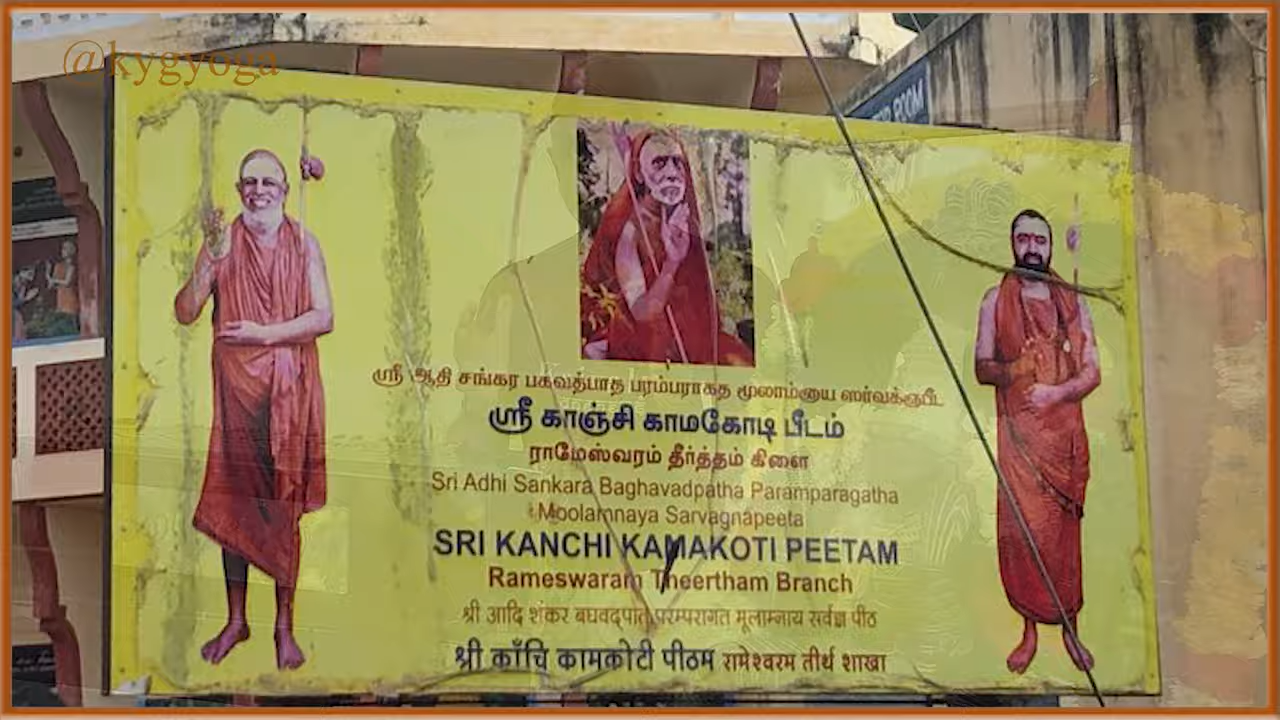 @kygyoga
ROOM
ஸ்ரீ ஆதி சங்கர பகவத்பாத பரம்பராகத மூலாம்னாய ஸர்வக்ஞபீட
ஸ்ரீ காஞ்சி காமகோடி பீடம்
ராமேஸ்வரம் தீர்த்தம் கிளை
Sri Adhi Sankara Baghavadpatha Paramparagatha
Moolamnaya Sarvagnapeeta
SRI KANCHI KAMAKOTI PEETAM
Rameswaram Theertham Branch
श्री आदि शंकर बघवदपात परम्परागत मूलाम्नाय सर्वज्ञ पीठ
श्री काँचि कामकोटी पीठम रामेश्वरम तीर्थ शाखा